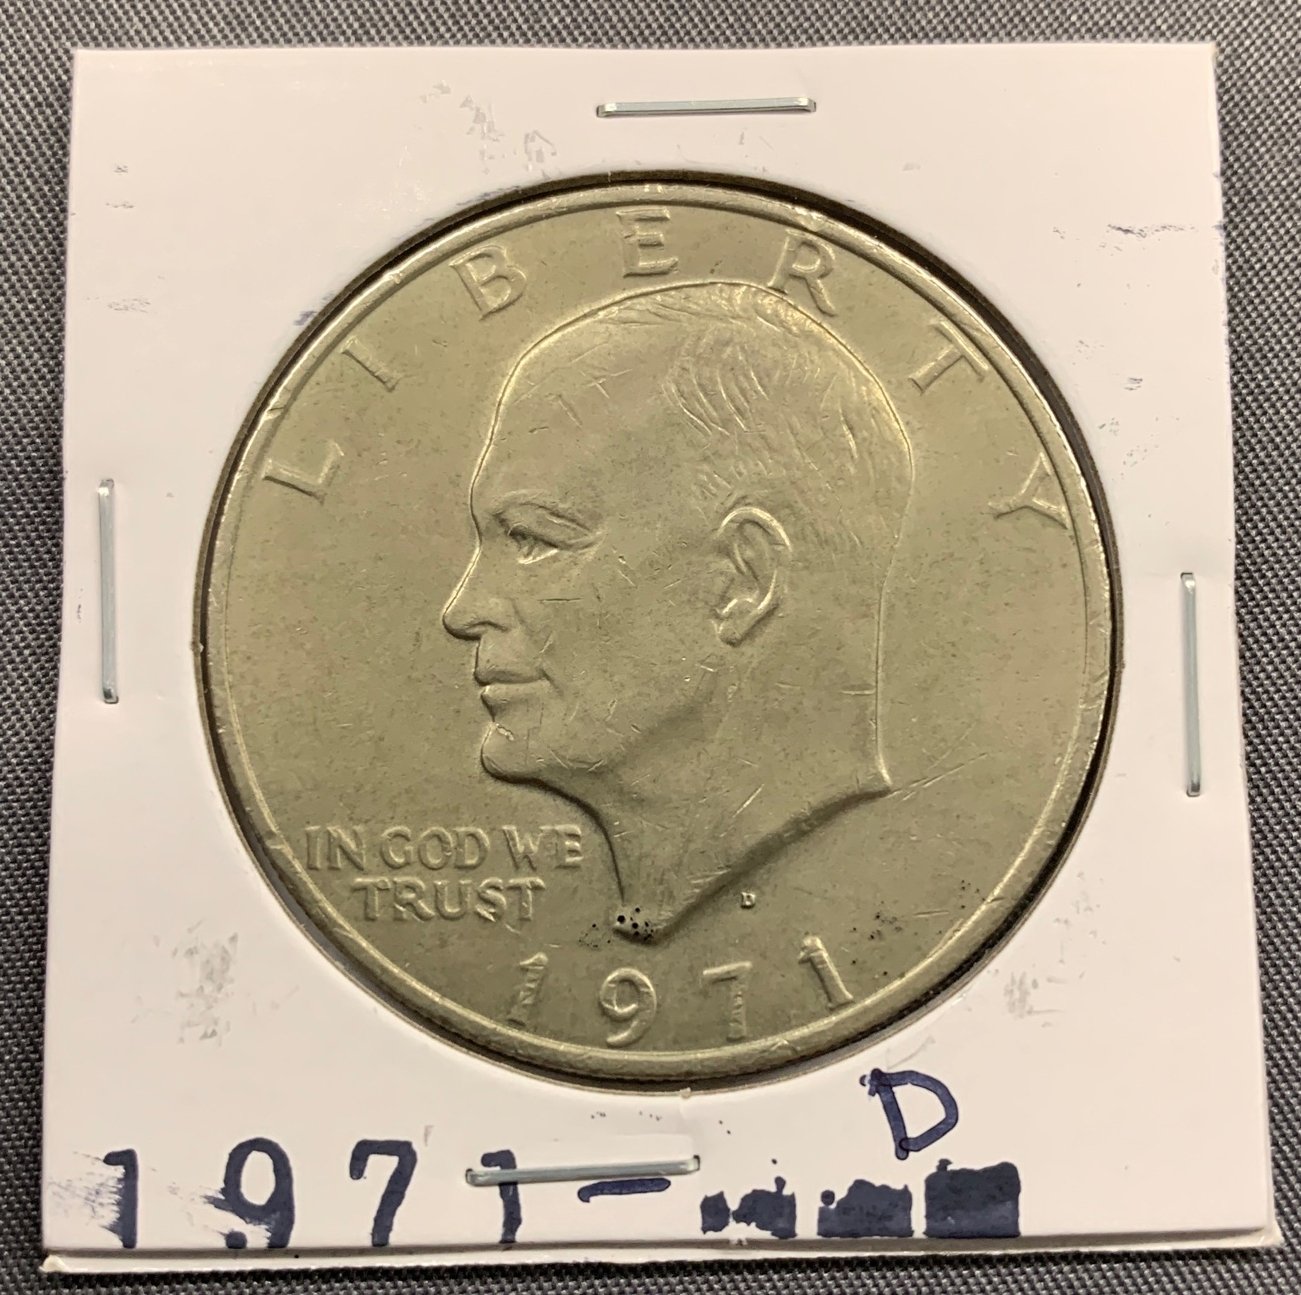 LIBERTY
IN GOD WE
TRUST
D
1971
D
1971-